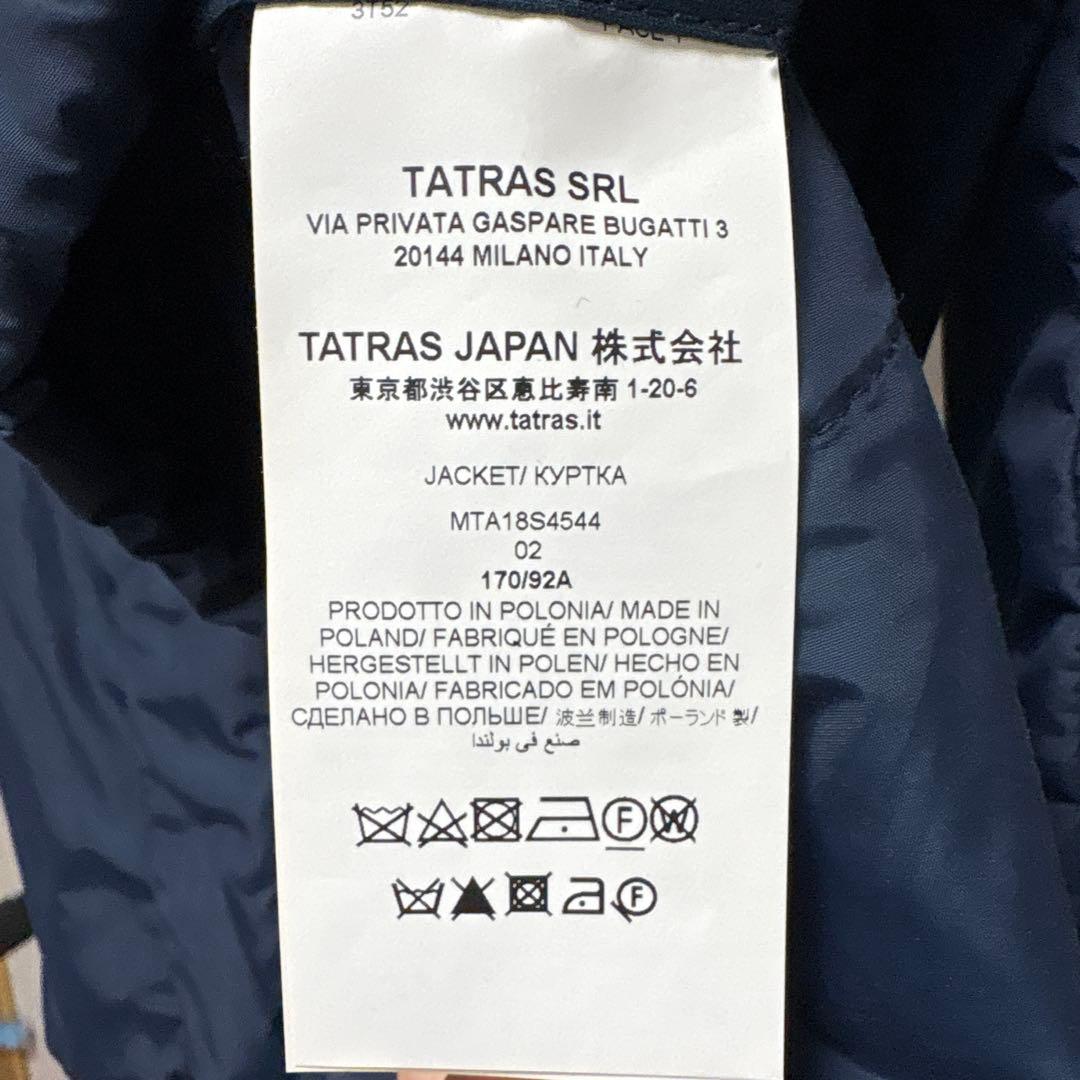 3152
TATRAS SRL
VIA PRIVATA GASPARE BUGATTI 3
20144 MILANO ITALY
TATRAS JAPAN 株式会社
東京都渋谷区恵比寿南 1-20-6
www.tatras.it
JACKET/ КУРТКА
MTA18S4544
02
170/92A
PRODOTTO IN POLONIA/ MADE IN
POLAND/ FABRIQUÉ EN POLOGNE/
HERGESTELLT IN POLEN/ HECHO EN
POLONIA/ FABRICADO EM POLÓNIA/
СДЕЛАНО В ПОЛЬШЕ/ 波兰制造/ ポーランド 製/
صنع في بولندا
F W
F